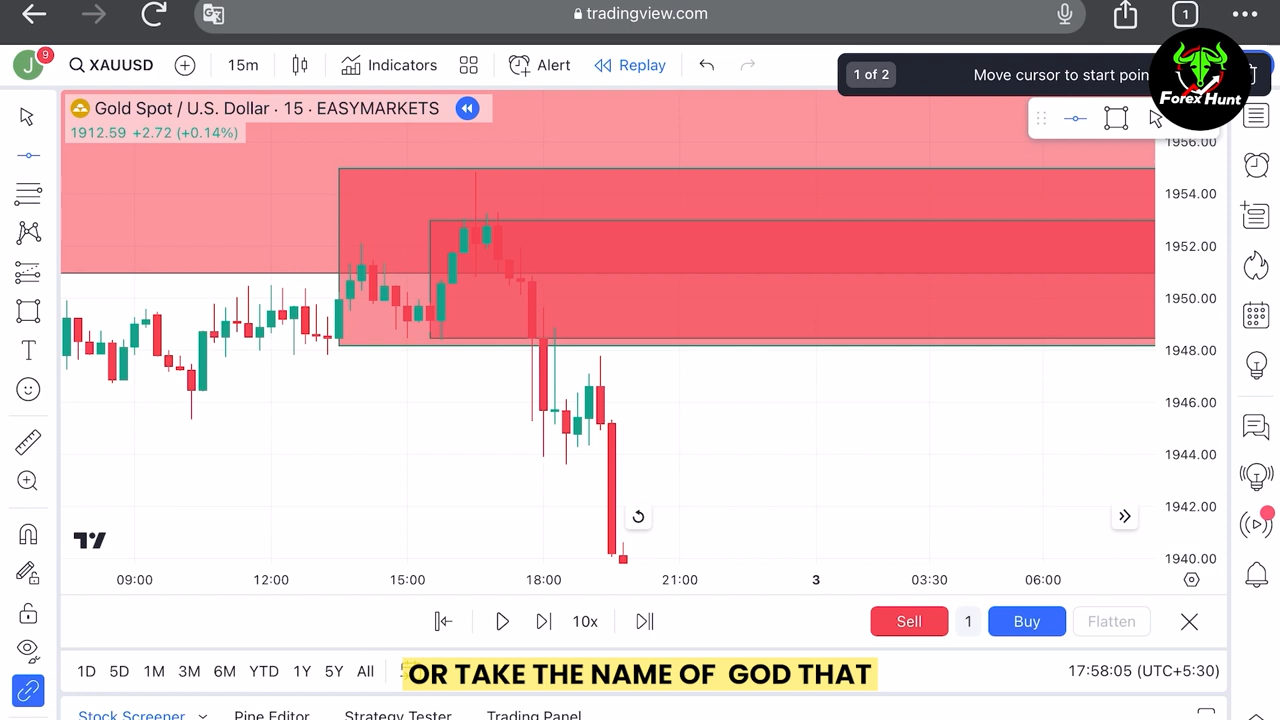 tradingview.com
1
J
9
XAUUSD
15m
Indicators
Alert
Replay
1 of 2
Move cursor to start poin
Forex Hunt
Gold Spot / U.S. Dollar · 15 · EASYMARKETS
1912.59 +2.72 (+0.14%)
1956.00
1954.00
1952.00
1950.00
1948.00
1946.00
1944.00
1942.00
1940.00
09:00
12:00
15:00
18:00
21:00
3
03:30
06:00
10x
Sell
1
Buy
Flatten
1D
5D
1M
3M
6M
YTD
1Y
5Y
All
OR TAKE THE NAME OF GOD THAT
17:58:05 (UTC+5:30)
Stock Screener
Pine Editor
Strategy Tester
Trading Panel